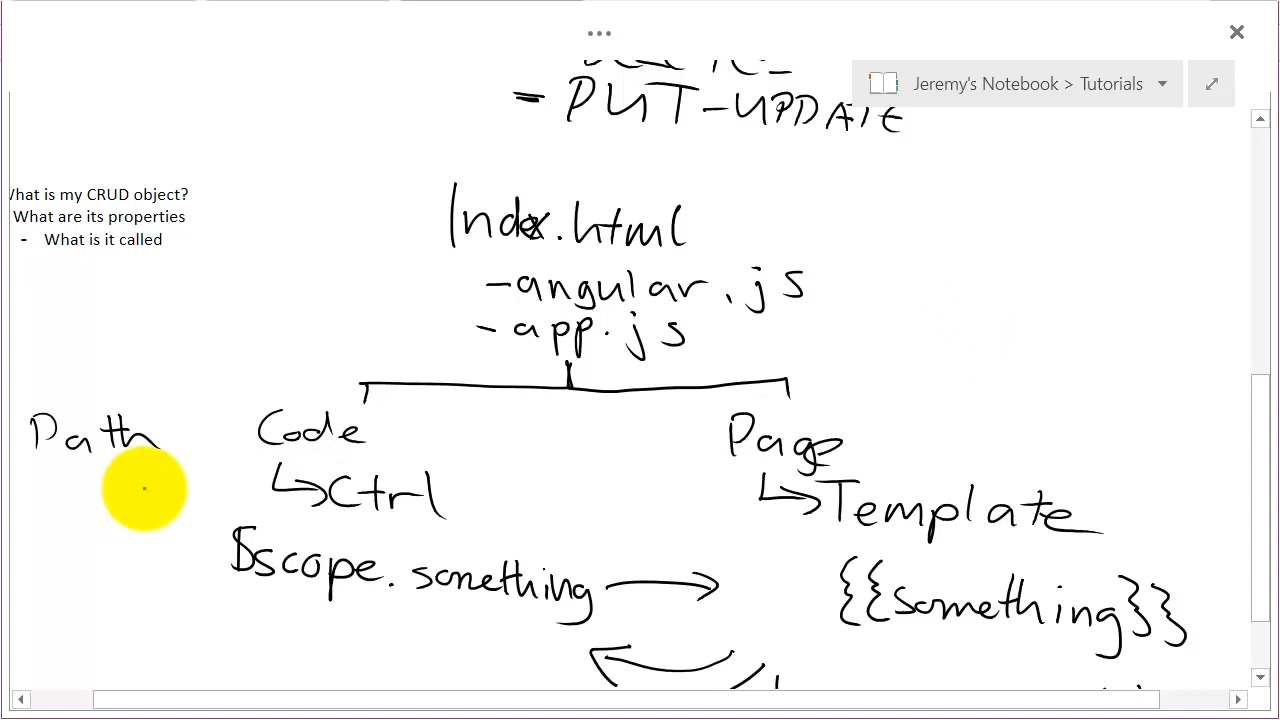 ...
Jeremy's Notebook > Tutorials
= PUT-UPDATE
What is my CRUD object?
What are its properties
- What is it called
Index.html
- angular.js
- app.js
Path Code Page
Ctrl Template
$scope.something {{something}}